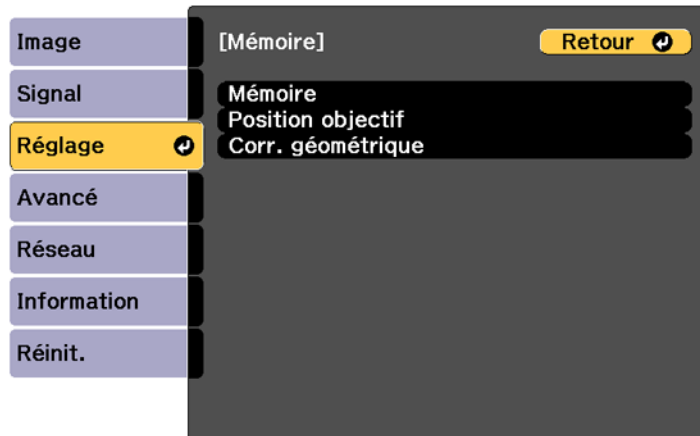 Image
Signal
Réglage
Avancé
Réseau
Information
Réinit.
[Mémoire]
Retour
Mémoire
Position objectif
Corr. géométrique